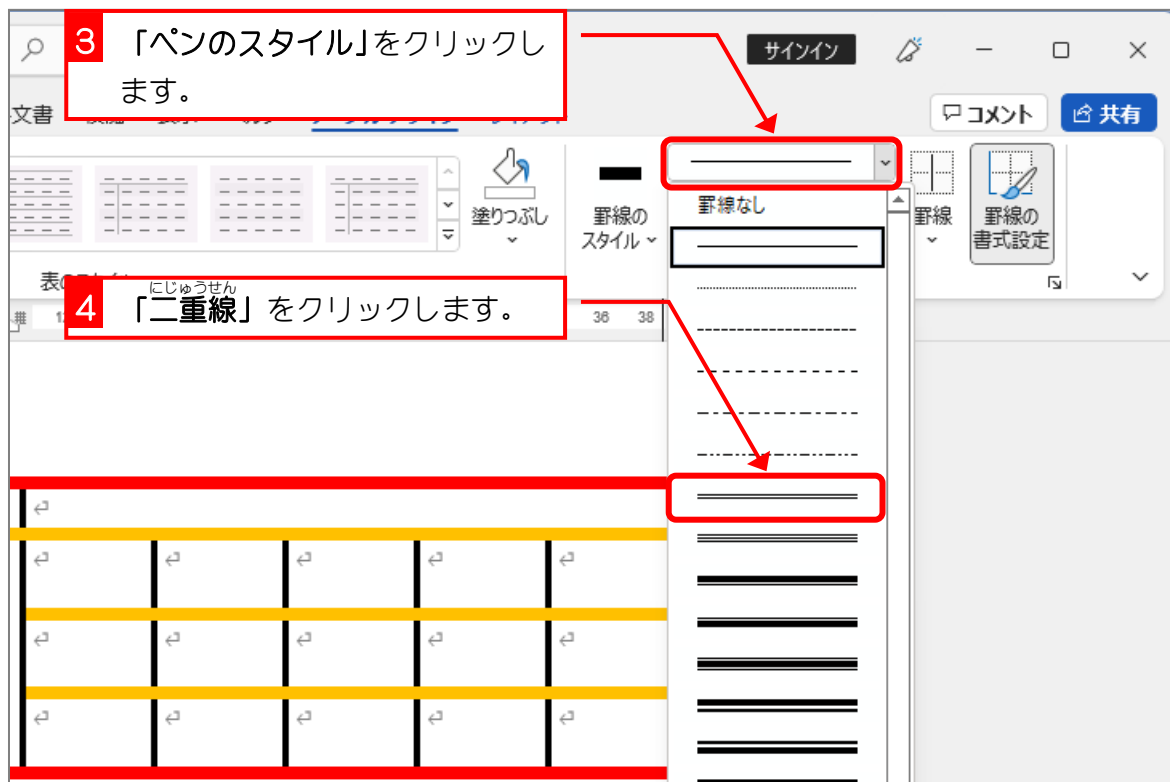 3 「ペンのスタイル」をクリックし
ます。
サインイン
文書
コメント
共有
罫線なし
塗りつぶし
罫線の
スタイル
罫線
罫線の
書式設定
にじゅうせん
4 「二重線」をクリックします。
36 38